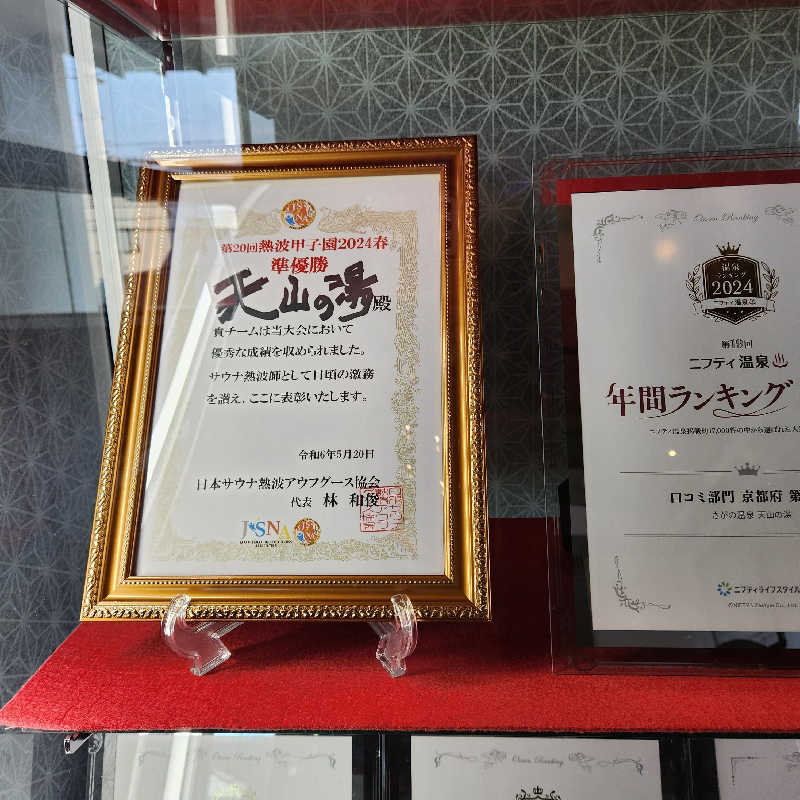 第20回熱波甲子園2024春
準優勝
天山の湯殿
貴チームは当大会において
優秀な成績を収められました。
サウナ熱波師として日頃の激務
を讃え、ここに表彰いたします。
令和6年5月20日
日本サウナ熱波アウフグース協会
代表 林 和俊
JSNA
Onsen Ranking
温泉
ランキング
2024
ニフティ温泉
第19回
ニフティ温泉
年間ランキング
口コミ部門 京都府 第
さがの温泉 天山の湯
ニフティライフスタイル
Onsen Ranking
Onsen Ranking